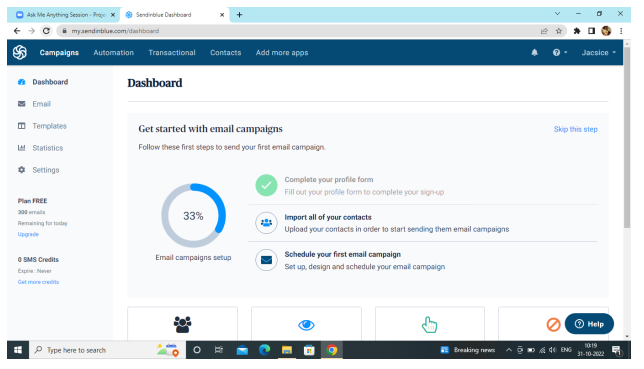 Ask Me Anything Session - Proje
Sendinblue Dashboard
my.sendinblue.com/dashboard
Campaigns
Automation
Transactional
Contacts
Add more apps
Jacsice
Dashboard
Email
Templates
Statistics
Settings
Plan FREE
300 emails
Remaining for today
Upgrade
0 SMS Credits
Expire : Never
Get more credits
Dashboard
Get started with email campaigns
Skip this step
Follow these first steps to send your first email campaign.
33%
Email campaigns setup
Complete your profile form
Fill out your profile form to complete your sign-up
Import all of your contacts
Upload your contacts in order to start sending them email campaigns
Schedule your first email campaign
Set up, design and schedule your email campaign
Help
Type here to search
Breaking news
ENG
10:19
31-10-2022